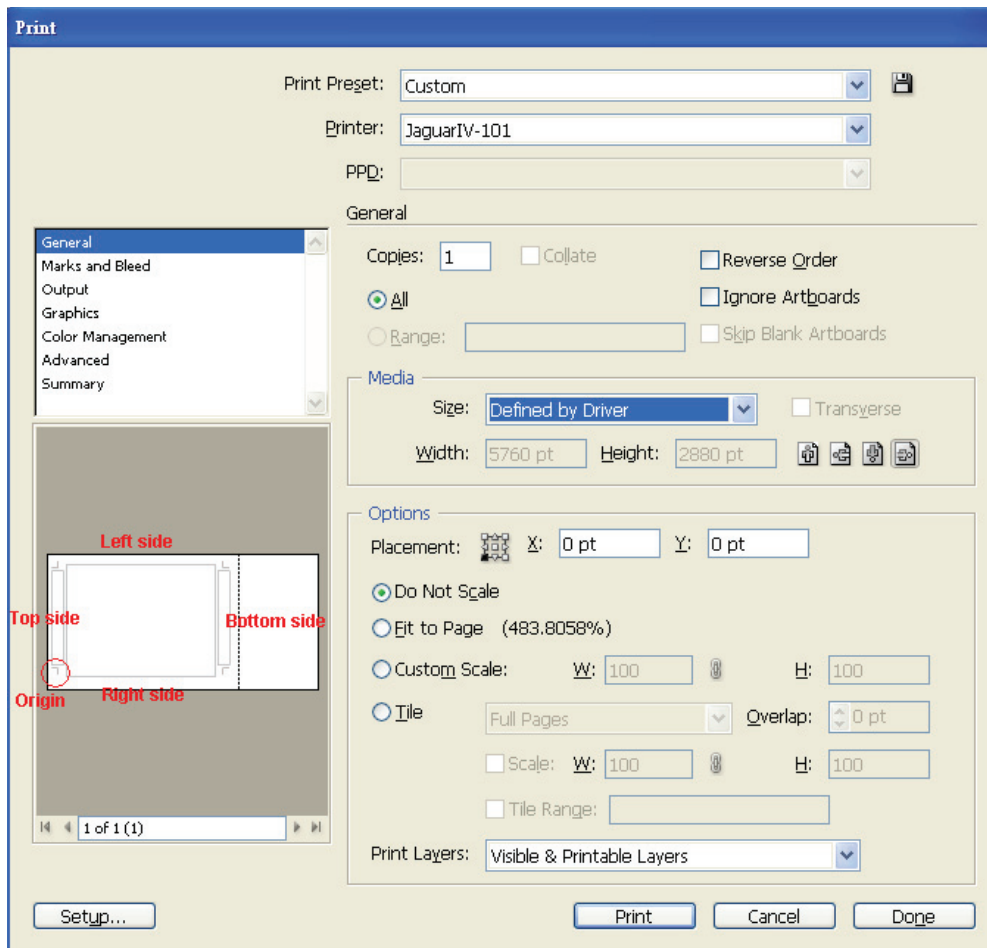 Print
Print Preset: Custom
Printer: JaguarIV-101
PPD:
General
General
Marks and Bleed
Output
Graphics
Color Management
Advanced
Summary
Copies: 1 Collate Reverse Order
All Ignore Artboards
Range: Skip Blank Artboards
Media
Size: Defined by Driver Transverse
Width: 5760 pt Height: 2880 pt
Left side
Top side
Bottom side
Origin
Right side
1 of 1 (1)
Options
Placement: X: 0 pt Y: 0 pt
Do Not Scale
Fit to Page (483.8058%)
Custom Scale: W: 100 H: 100
Tile Full Pages Overlap: 0 pt
Scale: W: 100 H: 100
Tile Range:
Print Layers: Visible & Printable Layers
Setup... Print Cancel Done